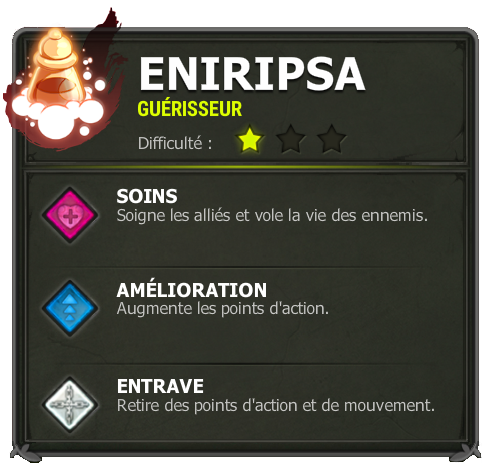 ENIRIPSA
GUÉRISSEUR
Difficulté :
SOINS
Soigne les alliés et vole la vie des ennemis.
AMÉLIORATION
Augmente les points d'action.
ENTRAVE
Retire des points d'action et de mouvement.